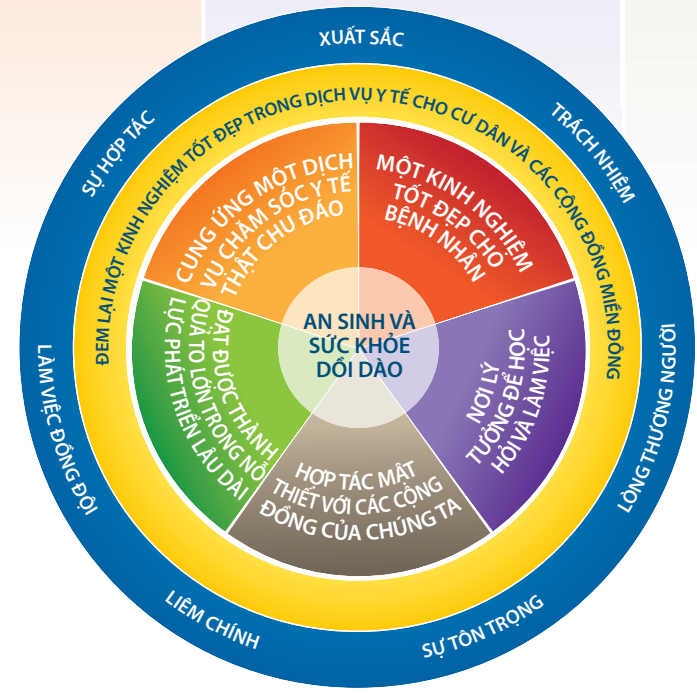 XUẤT SẮC
TRÁCH NHIỆM
LÒNG THƯƠNG NGƯỜI
SỰ TÔN TRỌNG
LIÊM CHÍNH
LÀM VIỆC ĐỒNG ĐỘI
SỰ HỢP TÁC
ĐEM LẠI MỘT KINH NGHIỆM TỐT ĐẸP TRONG DỊCH VỤ Y TẾ CHO CƯ DÂN VÀ CÁC CỘNG ĐỒNG MIỀN ĐÔNG
CUNG ỨNG MỘT DỊCH
VỤ CHĂM SÓC Y TẾ
THẬT CHU ĐÁO
MỘT KINH NGHIỆM
TỐT ĐẸP CHO
BỆNH NHÂN
NƠI LÝ
TƯỞNG ĐỂ HỌC
HỎI VÀ LÀM VIỆC
HỢP TÁC MẬT
THIẾT VỚI CÁC CỘNG
ĐỒNG CỦA CHÚNG TA
ĐẠT ĐƯỢC THÀNH
QUẢ TO LỚN TRONG NỖ
LỰC PHÁT TRIỂN LÂU DÀI
AN SINH VÀ
SỨC KHỎE
DỒI DÀO